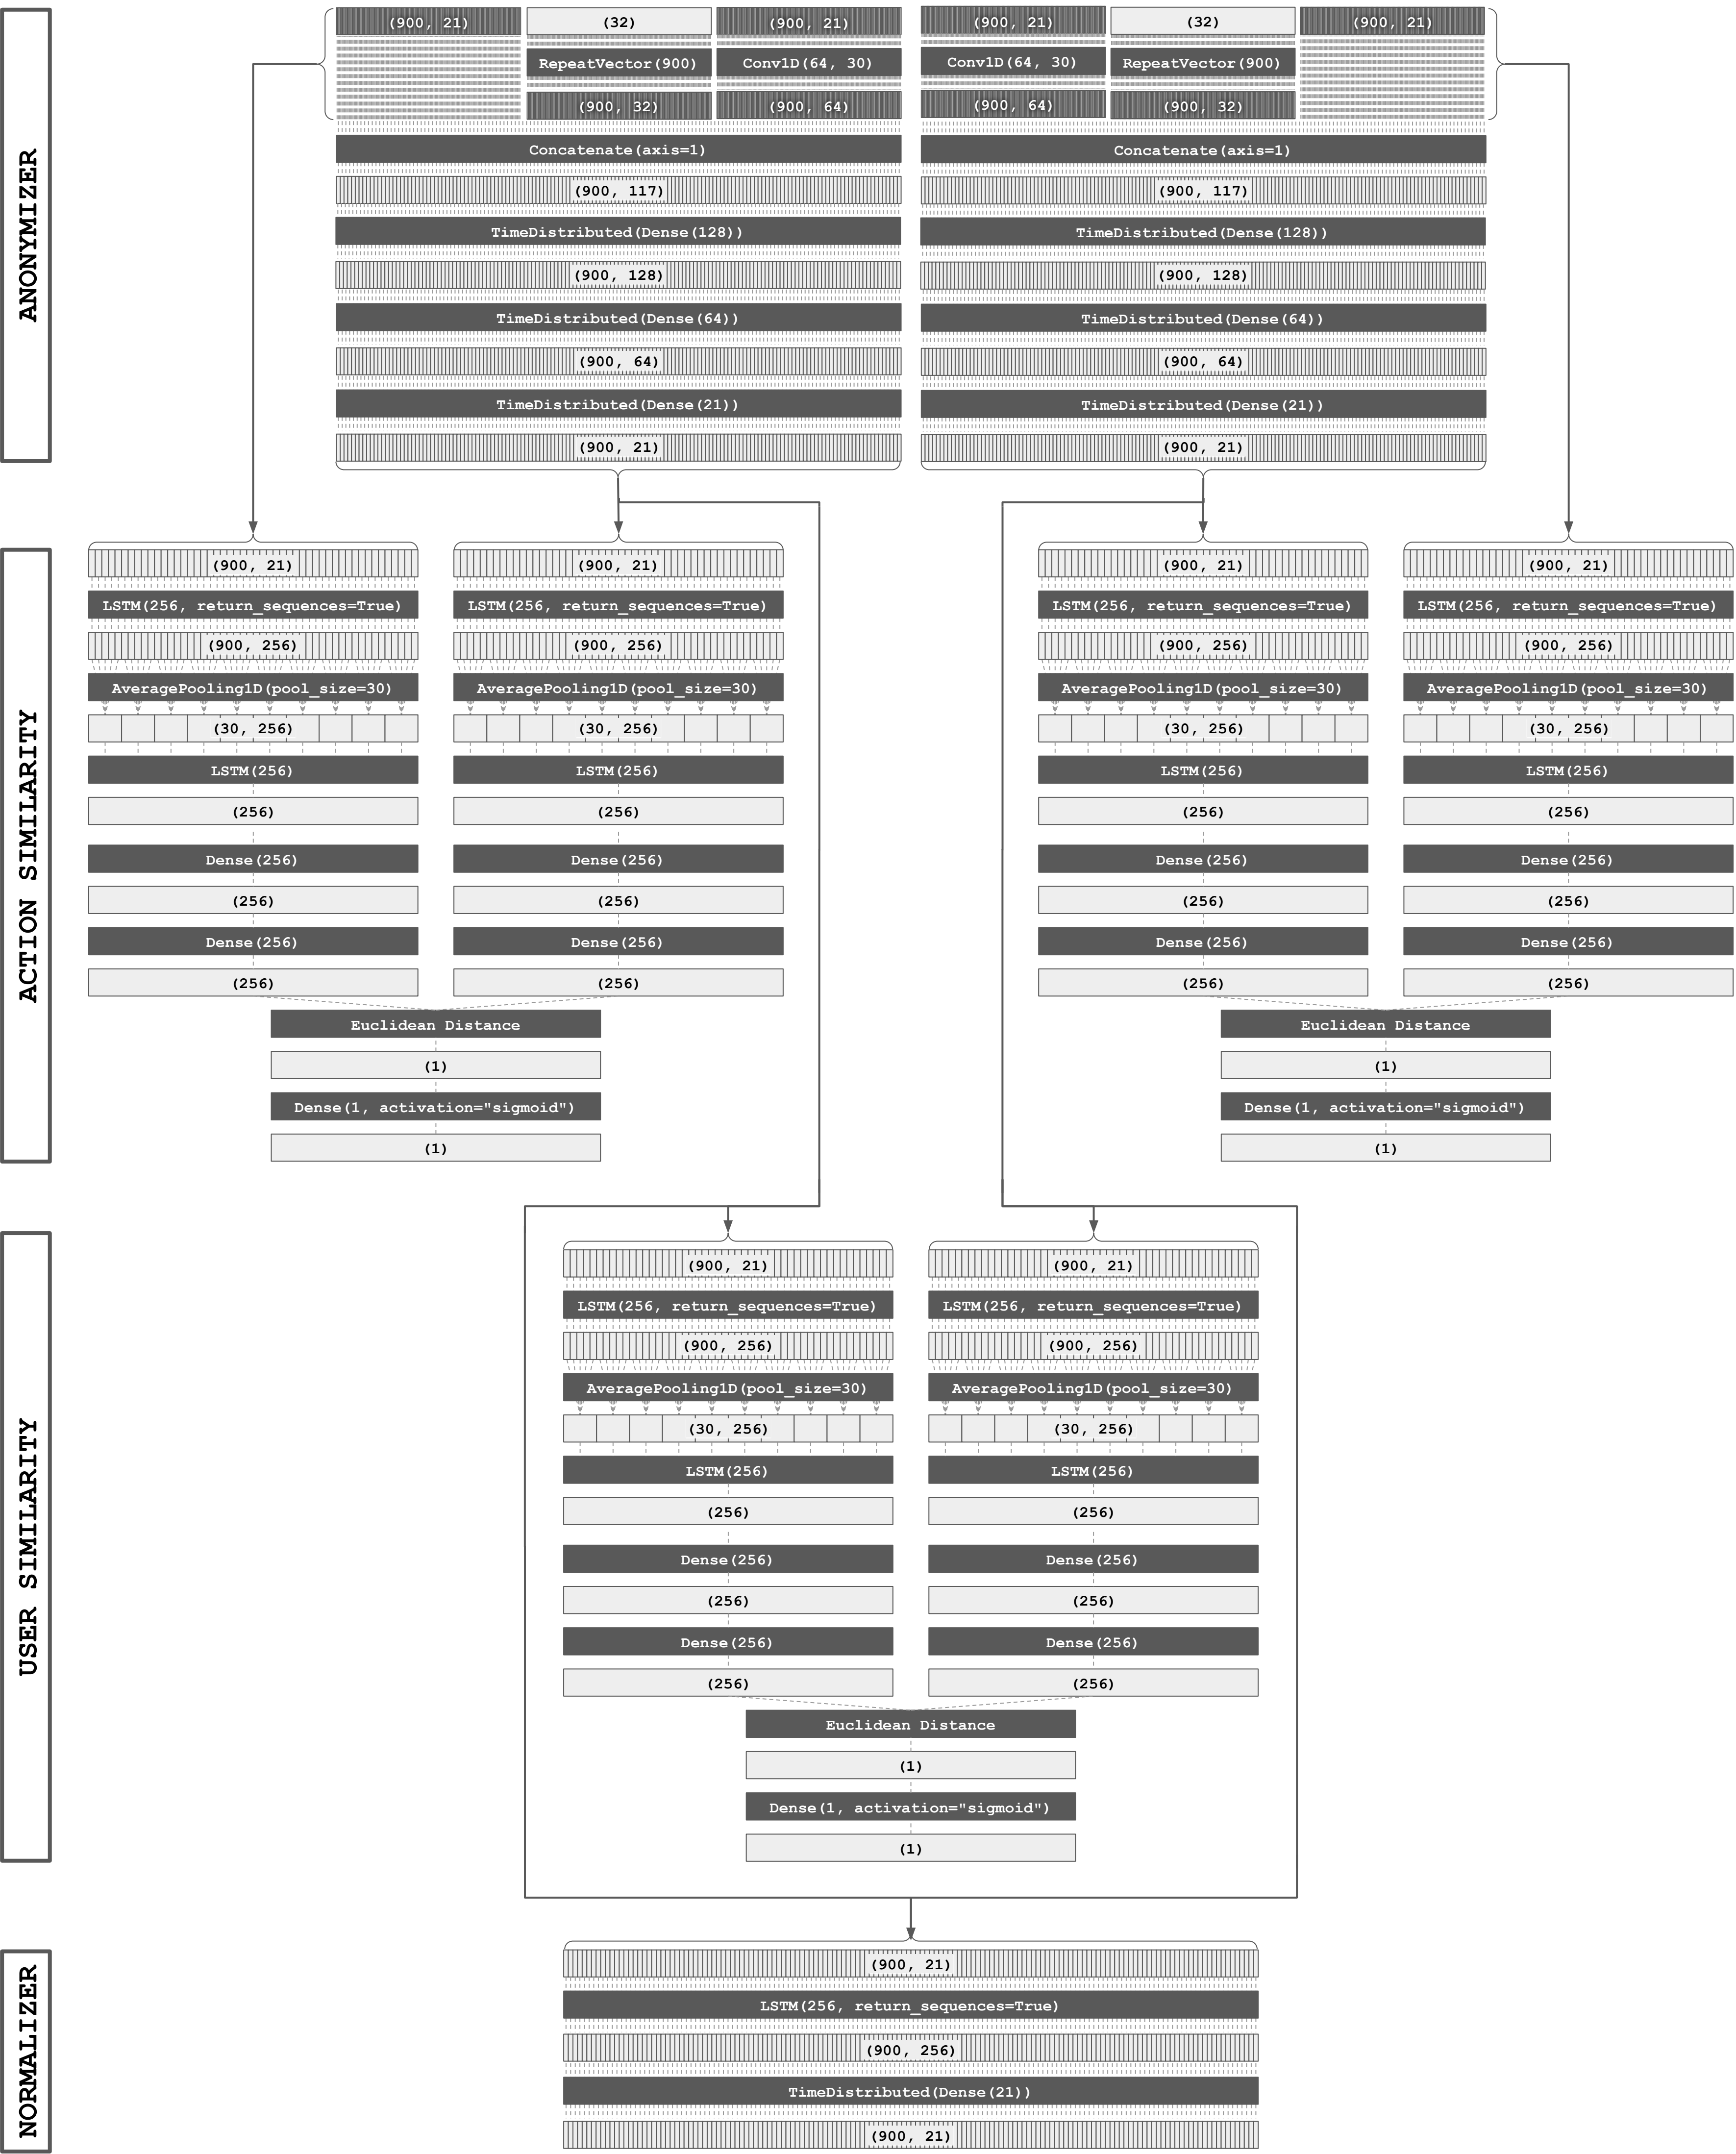 ANONYMIZER
(900, 21) (32) (900, 21) (900, 21) (32) (900, 21)
RepeatVector(900) Conv1D(64, 30) Conv1D(64, 30) RepeatVector(900)
(900, 32) (900, 64) (900, 64) (900, 32)
Concatenate(axis=1) Concatenate(axis=1)
(900, 117) (900, 117)
TimeDistributed(Dense(128)) TimeDistributed(Dense(128))
(900, 128) (900, 128)
TimeDistributed(Dense(64)) TimeDistributed(Dense(64))
(900, 64) (900, 64)
TimeDistributed(Dense(21)) TimeDistributed(Dense(21))
(900, 21) (900, 21)
ACTION SIMILARITY
(900, 21) (900, 21) (900, 21) (900, 21)
LSTM(256, return_sequences=True) LSTM(256, return_sequences=True) LSTM(256, return_sequences=True) LSTM(256, return_sequences=True)
(900, 256) (900, 256) (900, 256) (900, 256)
AveragePooling1D(pool_size=30) AveragePooling1D(pool_size=30) AveragePooling1D(pool_size=30) AveragePooling1D(pool_size=30)
(30, 256) (30, 256) (30, 256) (30, 256)
LSTM(256) LSTM(256) LSTM(256) LSTM(256)
(256) (256) (256) (256)
Dense(256) Dense(256) Dense(256) Dense(256)
(256) (256) (256) (256)
Dense(256) Dense(256) Dense(256) Dense(256)
(256) (256) (256) (256)
Euclidean Distance Euclidean Distance
(1) (1)
Dense(1, activation="sigmoid") Dense(1, activation="sigmoid")
(1) (1)
USER SIMILARITY
(900, 21) (900, 21)
LSTM(256, return_sequences=True) LSTM(256, return_sequences=True)
(900, 256) (900, 256)
AveragePooling1D(pool_size=30) AveragePooling1D(pool_size=30)
(30, 256) (30, 256)
LSTM(256) LSTM(256)
(256) (256)
Dense(256) Dense(256)
(256) (256)
Dense(256) Dense(256)
(256) (256)
Euclidean Distance
(1)
Dense(1, activation="sigmoid")
(1)
NORMALIZER
(900, 21)
LSTM(256, return_sequences=True)
(900, 256)
TimeDistributed(Dense(21))
(900, 21)